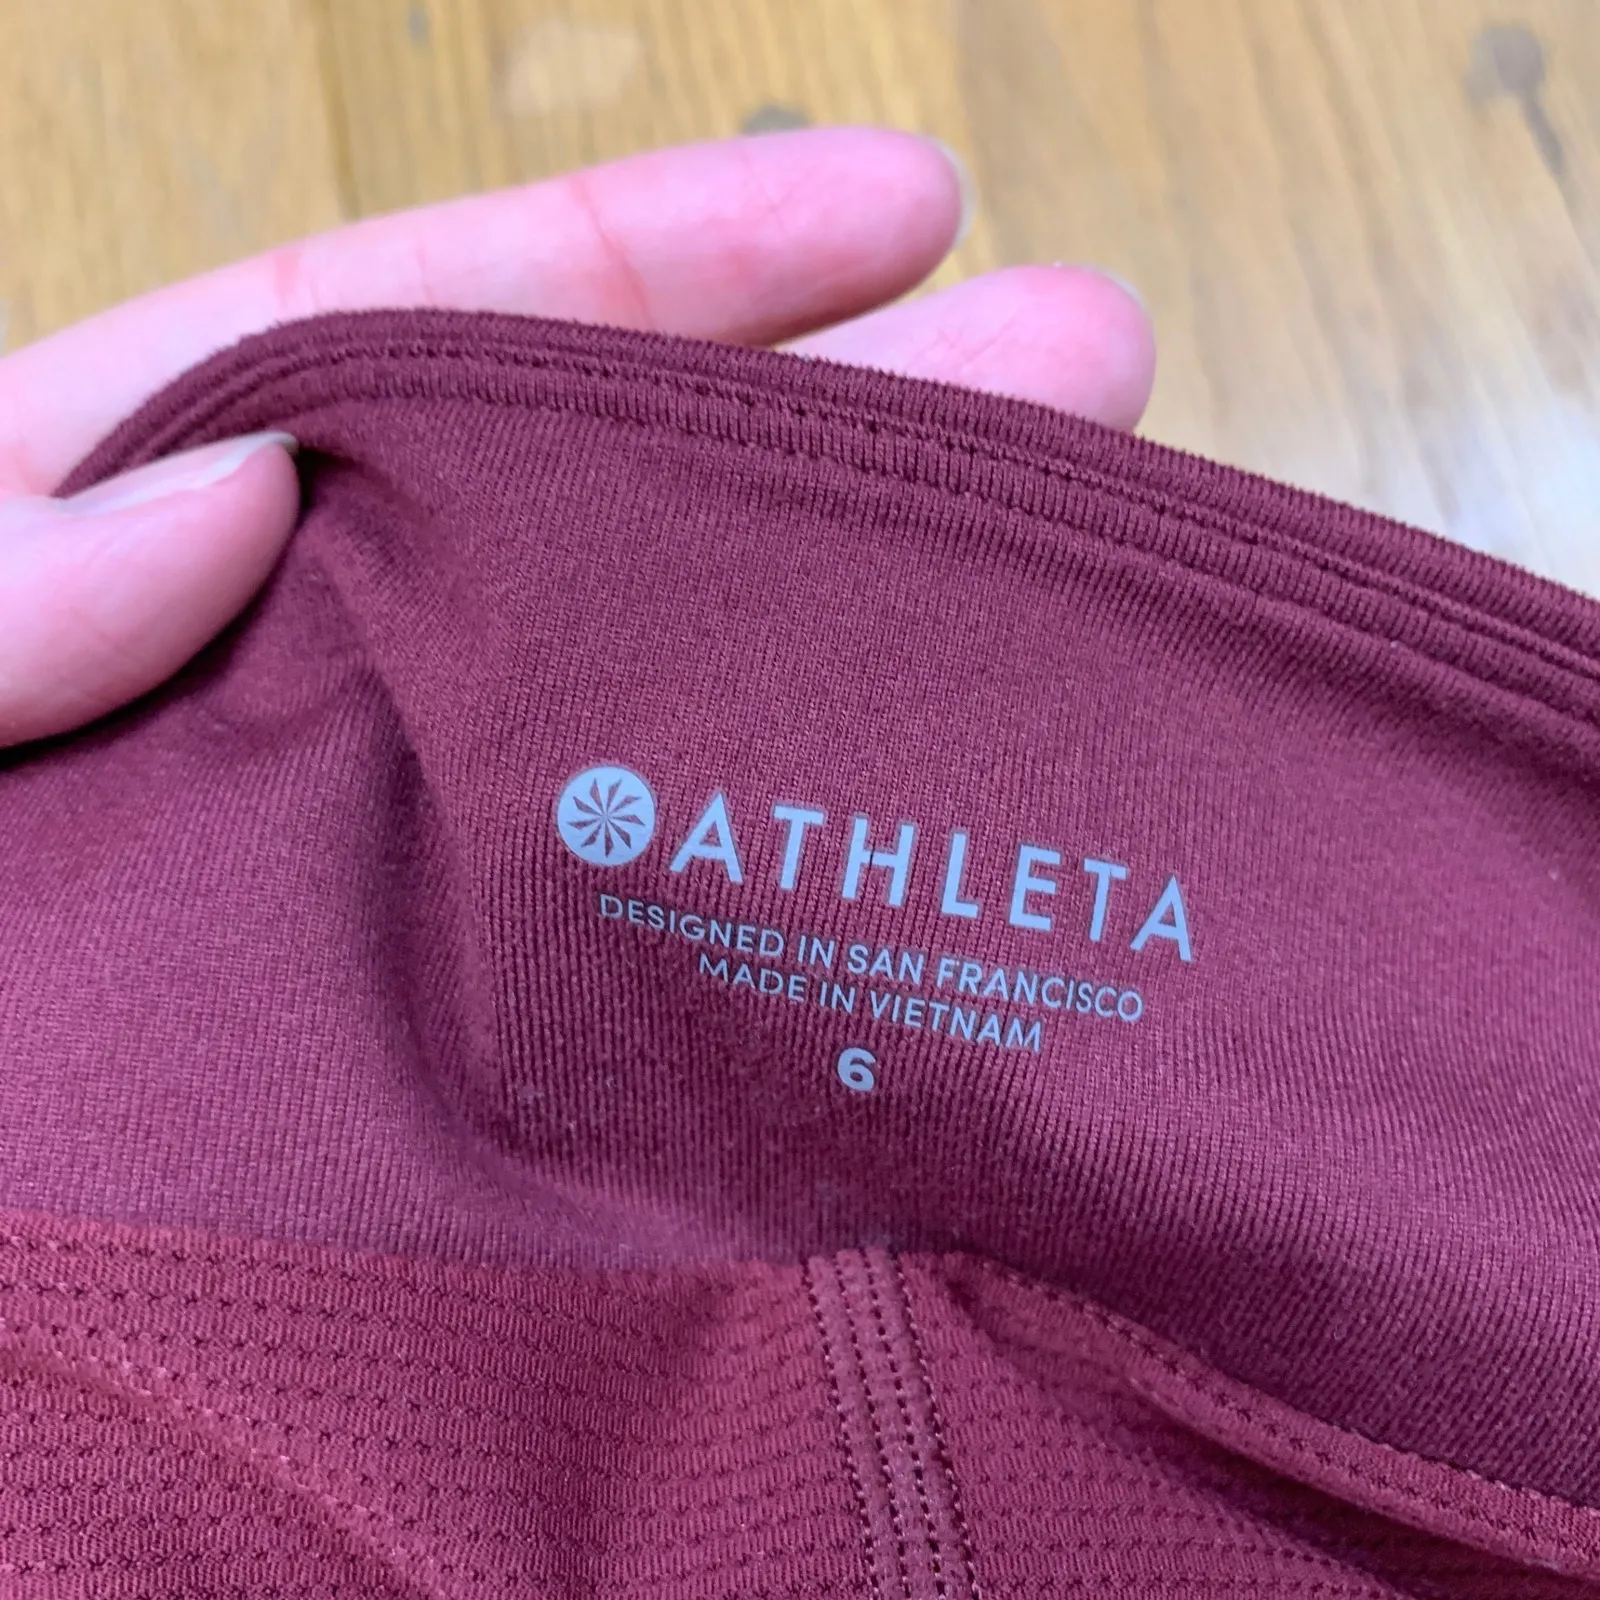 ATHLETA
DESIGNED IN SAN FRANCISCO
MADE IN VIETNAM
6